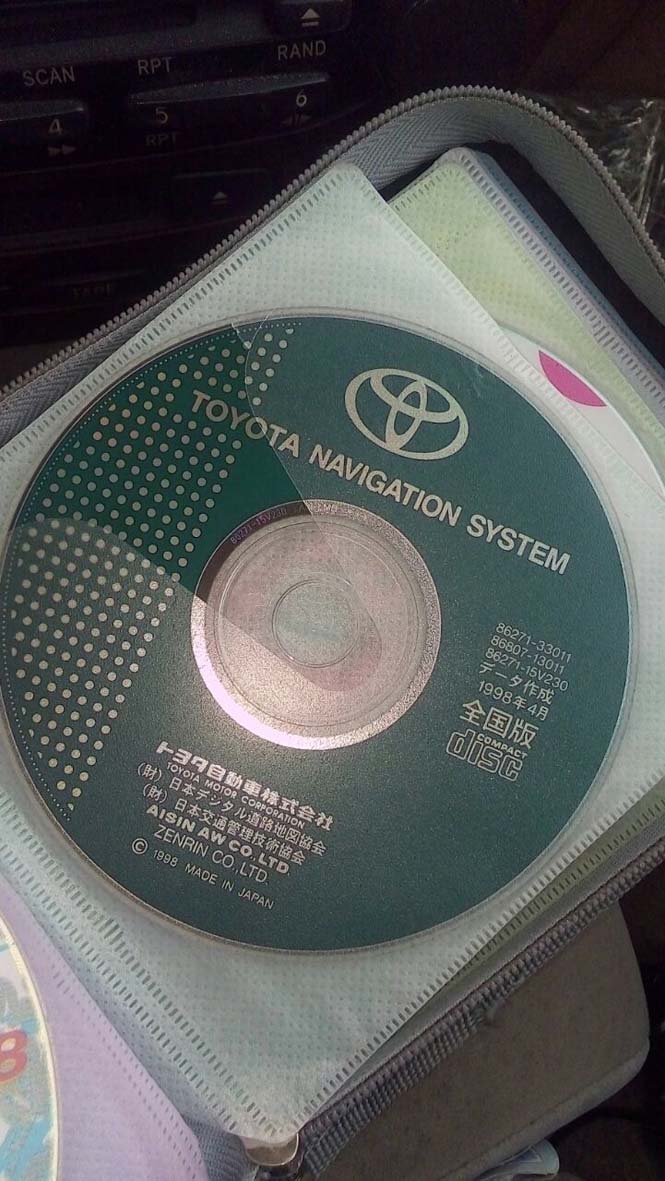 SCAN
RPT
RAND
4
5
6
RPT
TAPE
TOYOTA NAVIGATION SYSTEM
86271-15V230
86271-33011
86807-13011
86271-15V230
データ作成
1998年4月
全国版
COMPACT
disc
トヨタ自動車株式会社
TOYOTA MOTOR CORPORATION
(財)日本デジタル道路地図協会
(財)日本交通管理技術協会
AISIN AW CO.,LTD
ZENRIN CO.,LTD
© 1998 MADE IN JAPAN
8